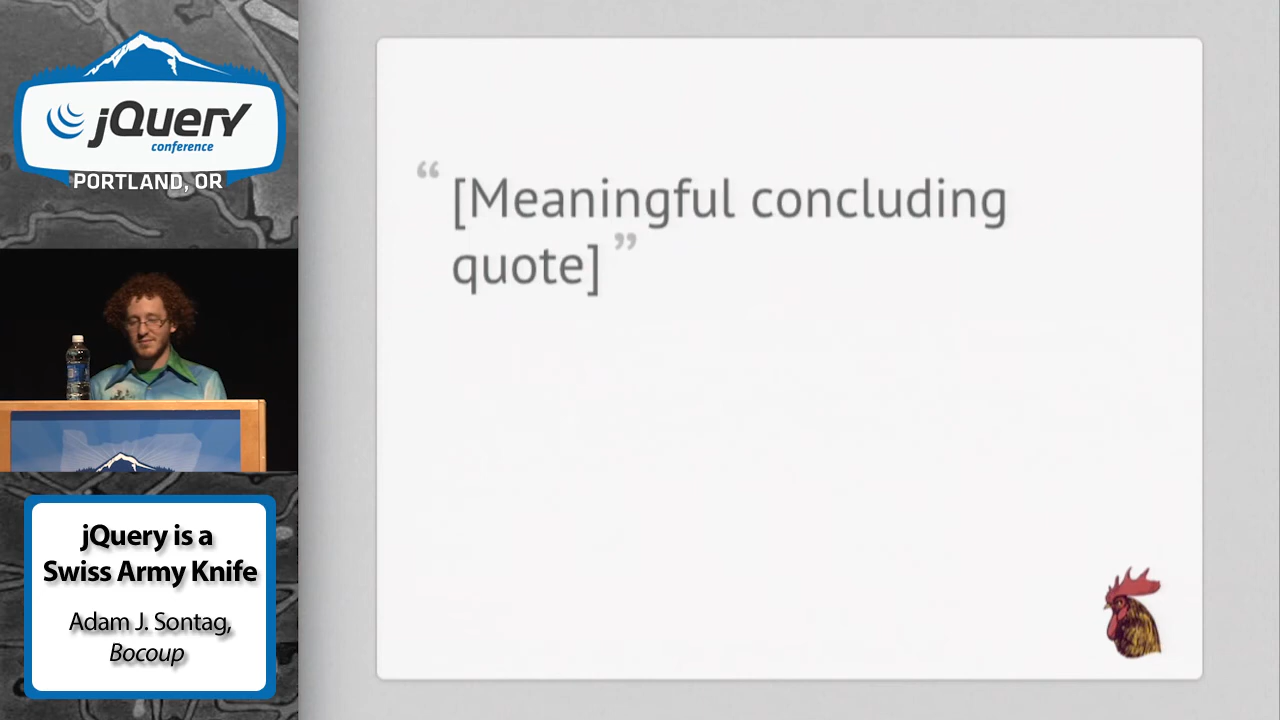 jQuery
conference
PORTLAND, OR
“[Meaningful concluding
quote]”
jQuery is a
Swiss Army Knife
Adam J. Sontag,
Bocoup